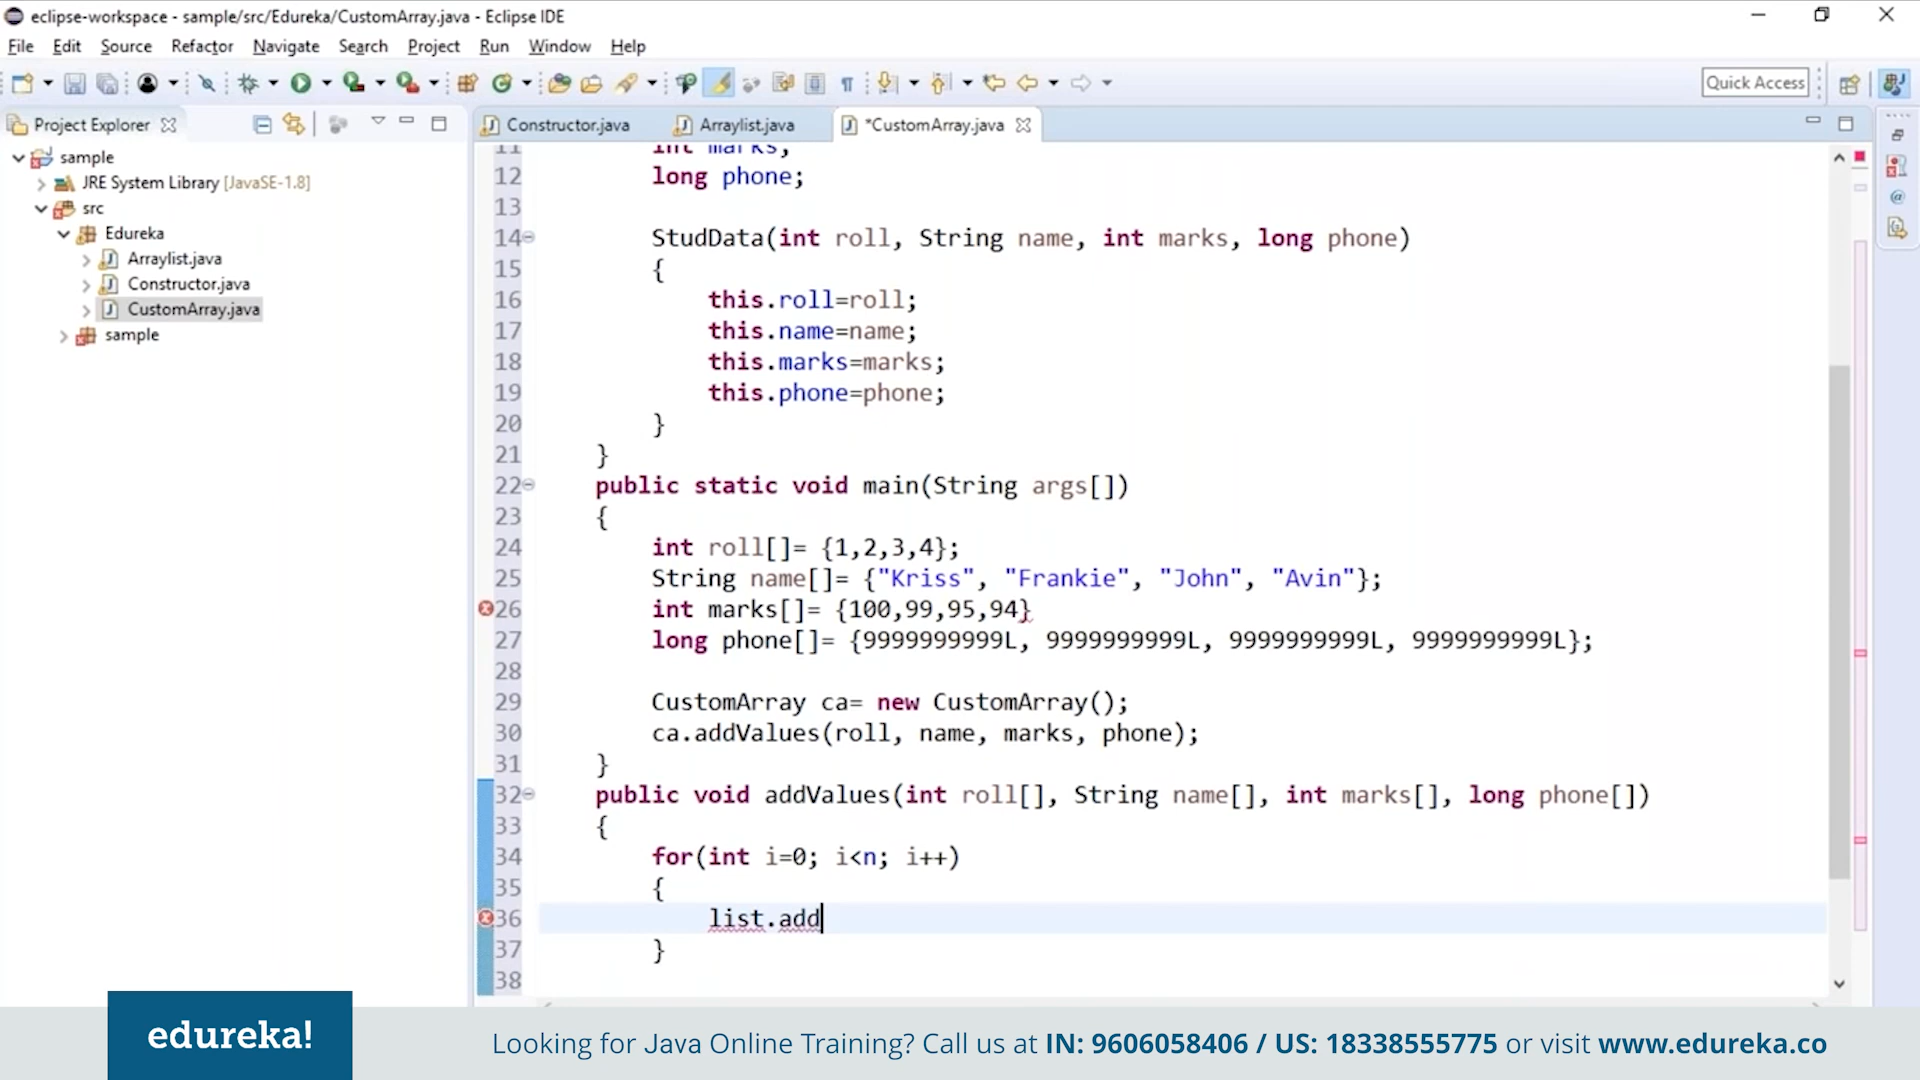 eclipse-workspace - sample/src/Edureka/CustomArray.java - Eclipse IDE
File Edit Source Refactor Navigate Search Project Run Window Help
Quick Access
Project Explorer
Constructor.java Arraylist.java *CustomArray.java
sample
JRE System Library [JavaSE-1.8]
src
Edureka
Arraylist.java
Constructor.java
CustomArray.java
sample
11 int marks;
12 long phone;
13
14 StudData(int roll, String name, int marks, long phone)
15 {
16 this.roll=roll;
17 this.name=name;
18 this.marks=marks;
19 this.phone=phone;
20 }
21 }
22 public static void main(String args[])
23 {
24 int roll[]= {1,2,3,4};
25 String name[]= {"Kriss", "Frankie", "John", "Avin"};
26 int marks[]= {100,99,95,94}
27 long phone[]= {9999999999L, 9999999999L, 9999999999L, 9999999999L};
28
29 CustomArray ca= new CustomArray();
30 ca.addValues(roll, name, marks, phone);
31 }
32 public void addValues(int roll[], String name[], int marks[], long phone[])
33 {
34 for(int i=0; i<n; i++)
35 {
36 list.add
37 }
38
edureka!
Looking for Java Online Training? Call us at IN: 9606058406 / US: 18338555775 or visit www.edureka.co